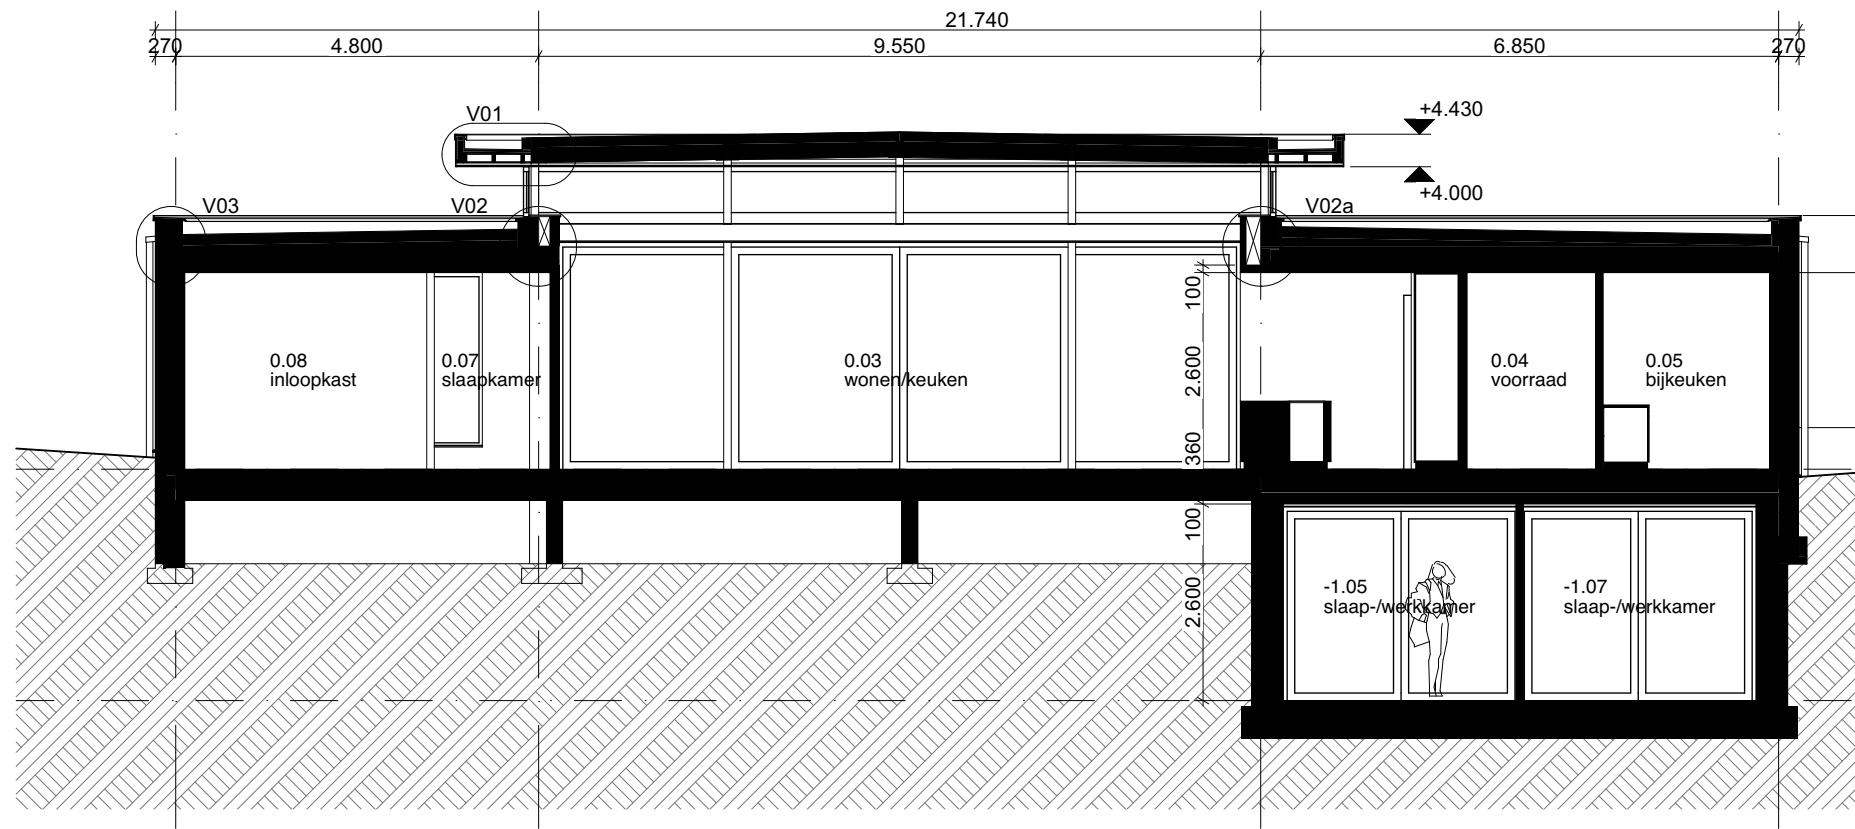 21.740
270
4.800
9.550
6.850
270
V01
+4.430
+4.000
V03
V02
V02a
100
2.600
360
100
2.600
0.08
inloopkast
0.07
slaapkamer
0.03
wonen/keuken
0.04
voorraad
0.05
bijkeuken
-1.05
slaap-/werkkamer
-1.07
slaap-/werkkamer